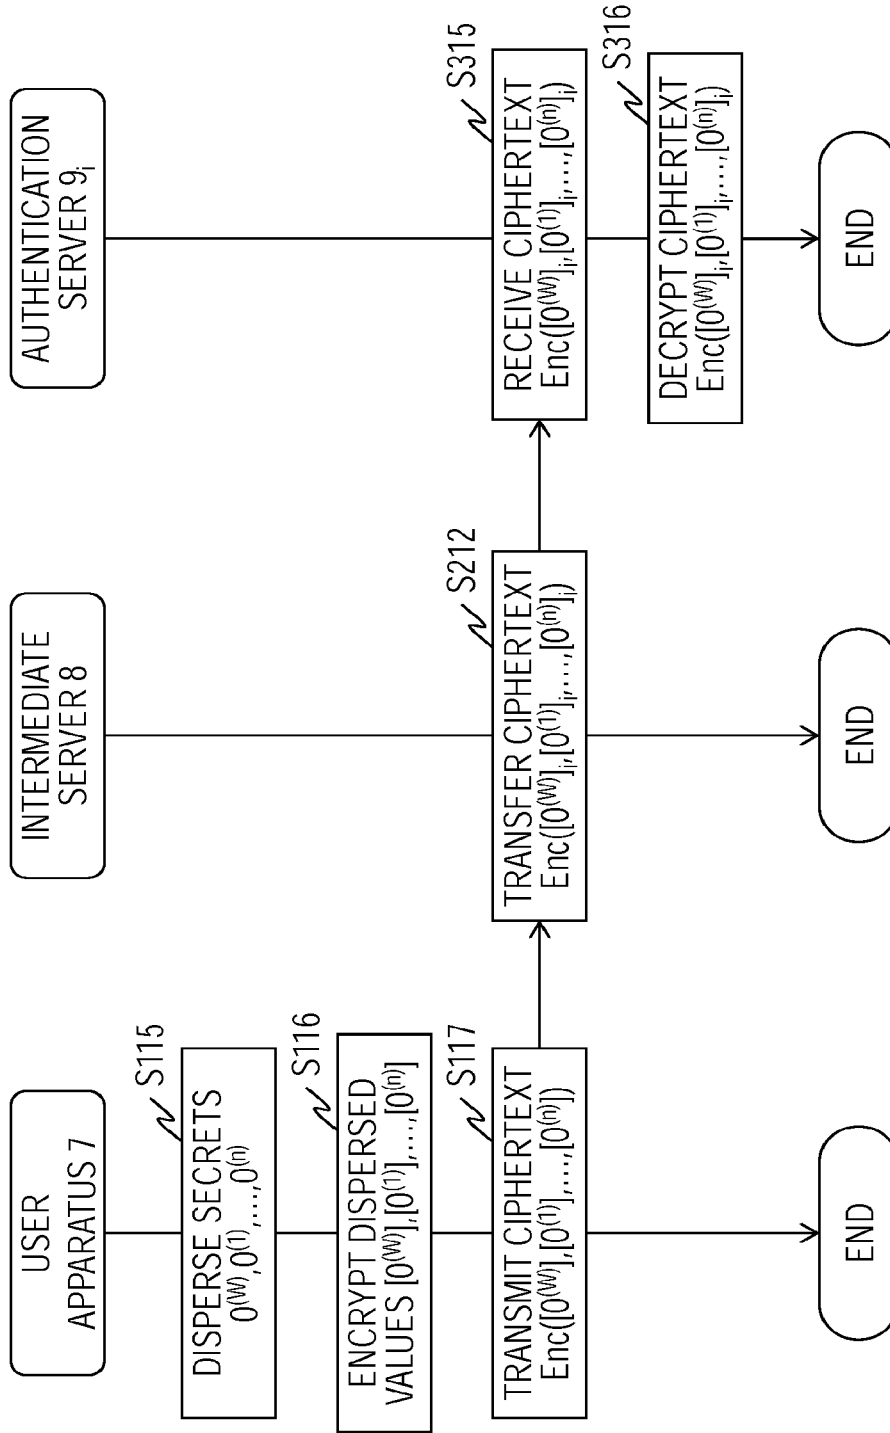 USER
APPARATUS 7
INTERMEDIATE
SERVER 8
AUTHENTICATION
SERVER 9i
S115
DISPERSE SECRETS
0(W),0(1),...,0(n)
S116
ENCRYPT DISPERSED
VALUES [0(W)],[0(1)],...,[0(n)]
S117
TRANSMIT CIPHERTEXT
Enc([0(W)],[0(1)],...,[0(n)])
S212
TRANSFER CIPHERTEXT
Enc([0(W)]i,[0(1)]i,...,[0(n)]i)
S315
RECEIVE CIPHERTEXT
Enc([0(W)]i,[0(1)]i,...,[0(n)]i)
S316
DECRYPT CIPHERTEXT
Enc([0(W)]i,[0(1)]i,...,[0(n)]i)
END
END
END